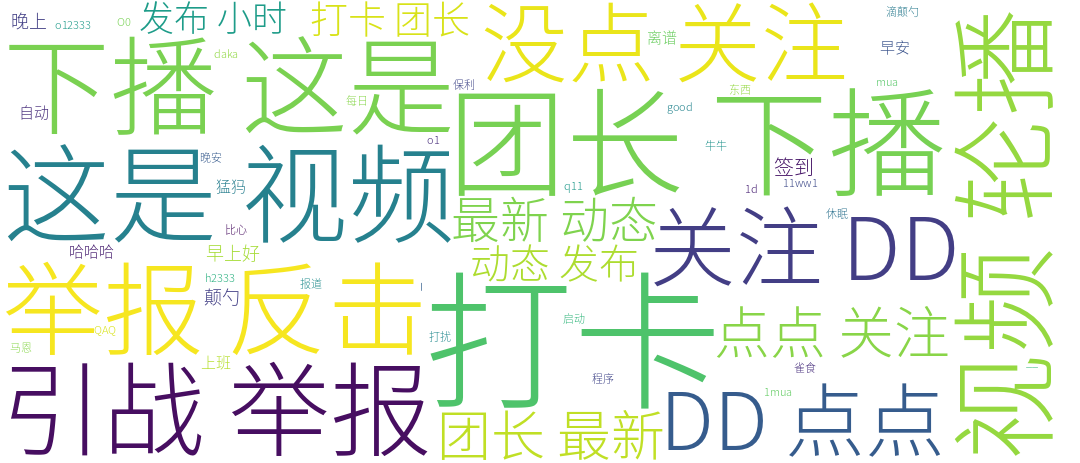 晚上
o12333
O0
发布 小时
打卡 团长
没点 关注
离谱
滴颠勺
早安
下播 这是
daka
自动
每日
保利
团长 下播
good
东西
mua
轮播
这是 视频
晚安
猛犸
o1
q11
牛牛
签到
1d
11ww1
比心
哈哈哈
早上好
最新 动态
动态 发布
关注 DD
休眠
视频
举报 反击
h2333
颠勺
报道
QAQ
马恩
上班
打卡
打扰
启动
程序
点点 关注
雀食
1mua
一
引战 举报
团长 最新
DD 点点